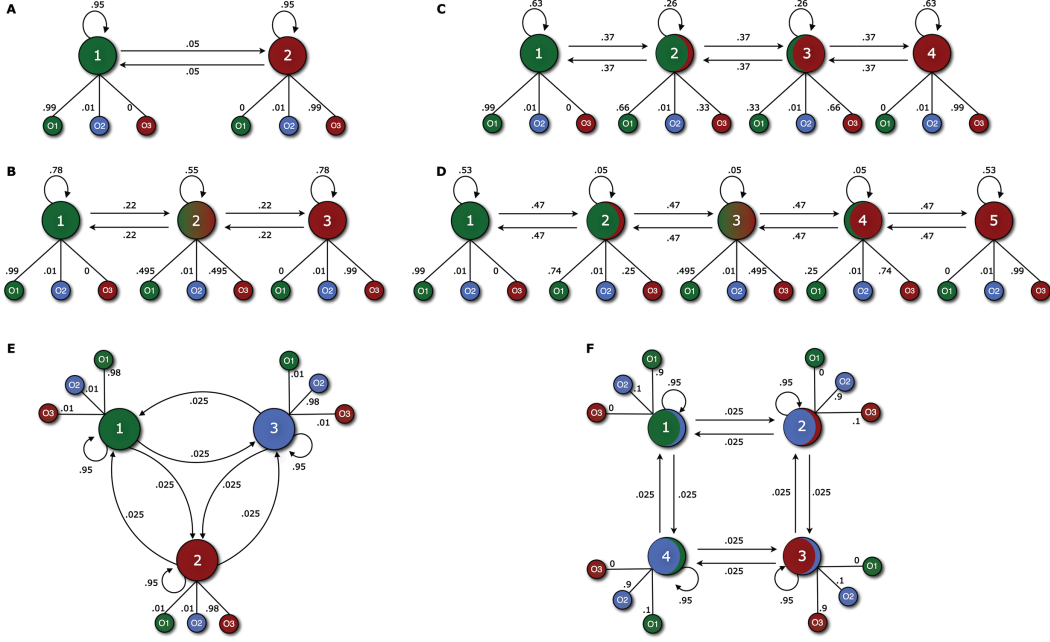 A
.95
.95
1
2
.05
.05
.99
.01
0
0
.01
.99
O1
O2
O3
O1
O2
O3
C
.63
.26
.26
.63
1
2
3
4
.37
.37
.37
.37
.37
.37
.99
.01
0
.66
.01
.33
.33
.01
.66
0
.01
.99
O1
O2
O3
O1
O2
O3
O1
O2
O3
O1
O2
O3
B
.78
.55
.78
1
2
3
.22
.22
.22
.22
.99
.01
0
.495
.01
.495
0
.01
.99
O1
O2
O3
O1
O2
O3
O1
O2
O3
D
.53
.05
.05
.05
.53
1
2
3
4
5
.47
.47
.47
.47
.47
.47
.47
.47
.99
.01
0
.74
.01
.25
.495
.01
.495
.25
.01
.74
0
.01
.99
O1
O2
O3
O1
O2
O3
O1
O2
O3
O1
O2
O3
O1
O2
O3
E
O1
.98
O2
.01
O3
.01
1
.95
O1
.01
O2
.98
O3
.01
3
.95
.025
.025
.025
.025
.025
.025
2
.95
.01
.01
.98
O1
O2
O3
F
O1
.9
O2
.1
O3
0
1
.95
O1
0
O2
.9
O3
.1
2
.95
.025
.025
.025
.025
.025
.025
4
.95
O3
0
O2
.9
O1
.1
.025
.025
3
.95
0
O1
.1
O2
.9
O3